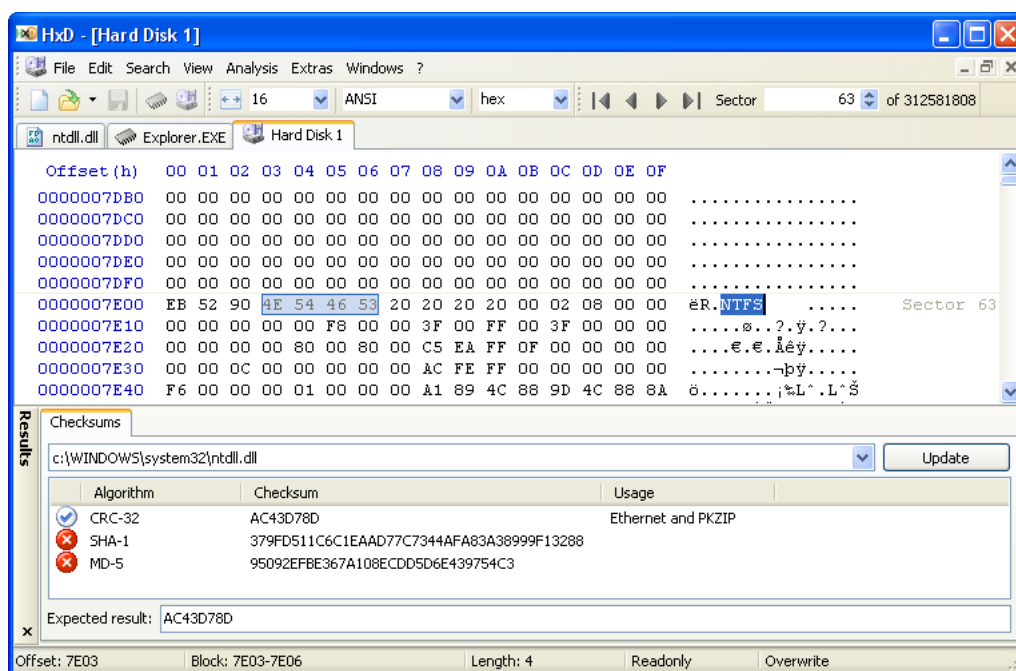 HxD - [Hard Disk 1]
File Edit Search View Analysis Extras Windows ?
16 ANSI hex Sector 63 of 312581808
ntdll.dll Explorer.EXE Hard Disk 1
Offset(h) 00 01 02 03 04 05 06 07 08 09 0A 0B 0C 0D 0E 0F
0000007DB0 00 00 00 00 00 00 00 00 00 00 00 00 00 00 00 00 ................
0000007DC0 00 00 00 00 00 00 00 00 00 00 00 00 00 00 00 00 ................
0000007DD0 00 00 00 00 00 00 00 00 00 00 00 00 00 00 00 00 ................
0000007DE0 00 00 00 00 00 00 00 00 00 00 00 00 00 00 00 00 ................
0000007DF0 00 00 00 00 00 00 00 00 00 00 00 00 00 00 00 00 ................
0000007E00 EB 52 90 4E 54 46 53 20 20 20 20 00 02 08 00 00 ëR.NTFS    ..... Sector 63
0000007E10 00 00 00 00 00 F8 00 00 3F 00 FF 00 3F 00 00 00 .....ø..?.ÿ.?...
0000007E20 00 00 00 00 80 00 80 00 C5 EA FF 0F 00 00 00 00 ....€.€.Åêÿ.....
0000007E30 00 00 0C 00 00 00 00 00 AC FE FF 00 00 00 00 00 ........¬þÿ.....
0000007E40 F6 00 00 00 01 00 00 00 A1 89 4C 88 9D 4C 88 8A ö.......¡‰Lˆ.LˆŠ
Results
Checksums
c:\WINDOWS\system32\ntdll.dll Update
Algorithm Checksum Usage
CRC-32 AC43D78D Ethernet and PKZIP
SHA-1 379FD511C6C1EAAD77C7344AFA83A38999F13288
MD-5 95092EFBE367A108ECDD5D6E439754C3
Expected result: AC43D78D
Offset: 7E03 Block: 7E03-7E06 Length: 4 Readonly Overwrite